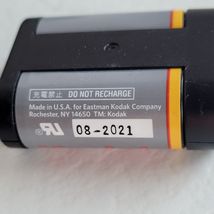 充電禁止 DO NOT RECHARGE
Made in U.S.A. for Eastman Kodak Company
Rochester, NY 14650 TM: Kodak
08-2021